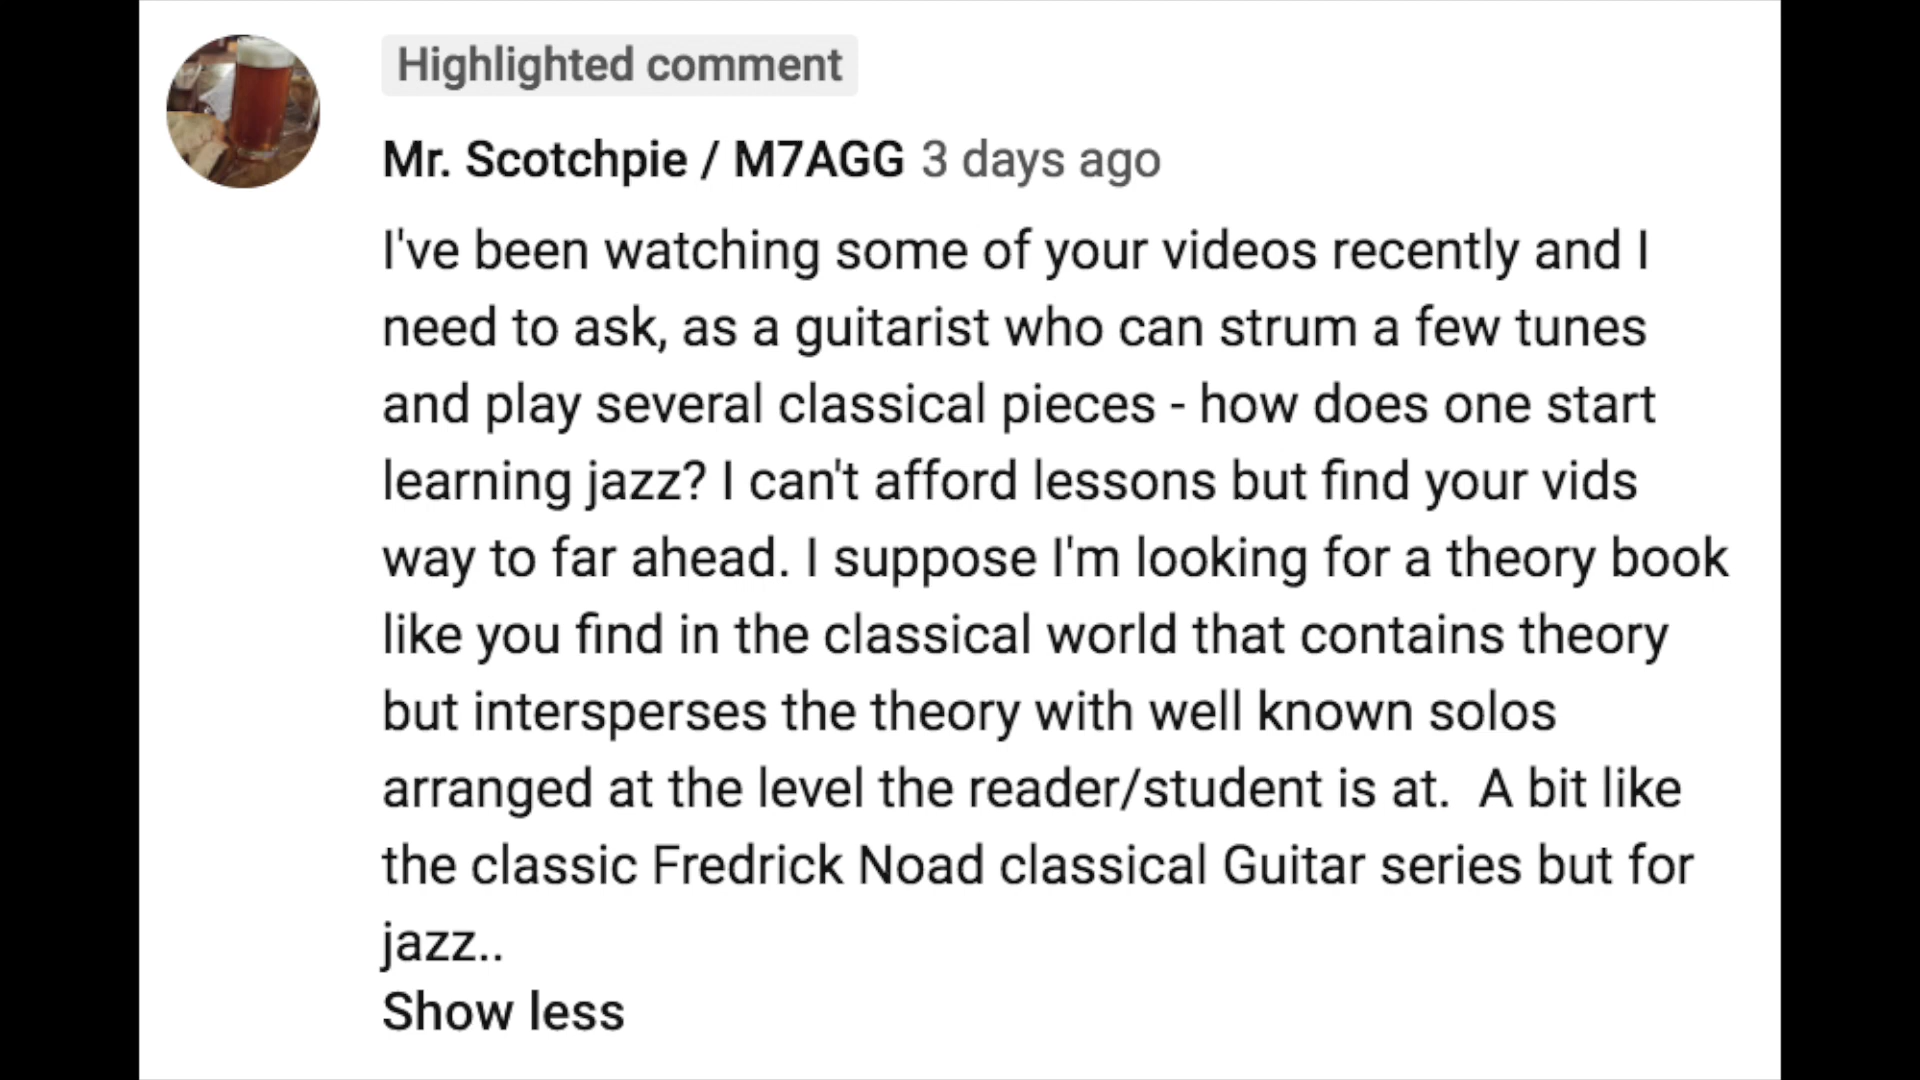 Highlighted comment
Mr. Scotchpie / M7AGG 3 days ago
I've been watching some of your videos recently and I
need to ask, as a guitarist who can strum a few tunes
and play several classical pieces - how does one start
learning jazz? I can't afford lessons but find your vids
way to far ahead. I suppose I'm looking for a theory book
like you find in the classical world that contains theory
but intersperses the theory with well known solos
arranged at the level the reader/student is at.  A bit like
the classic Fredrick Noad classical Guitar series but for
jazz..
Show less